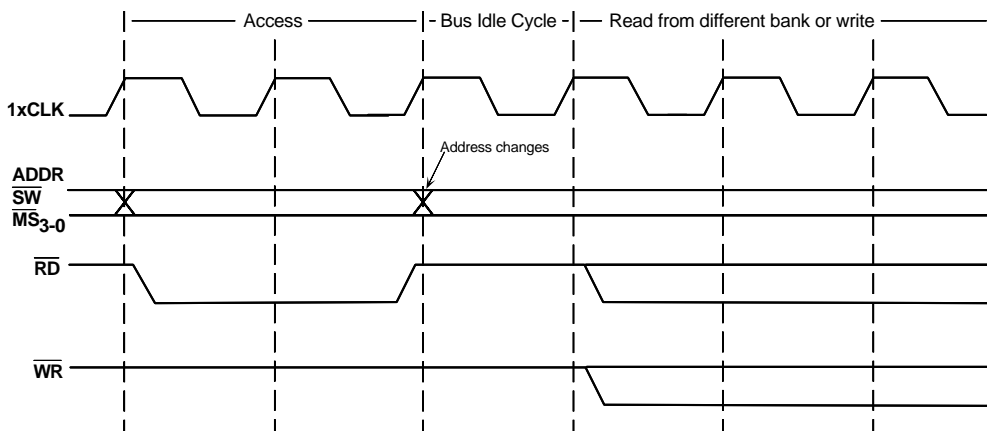 Access
Bus Idle Cycle
Read from different bank or write
1xCLK
Address changes
ADDR
SW
MS3-0
RD
WR